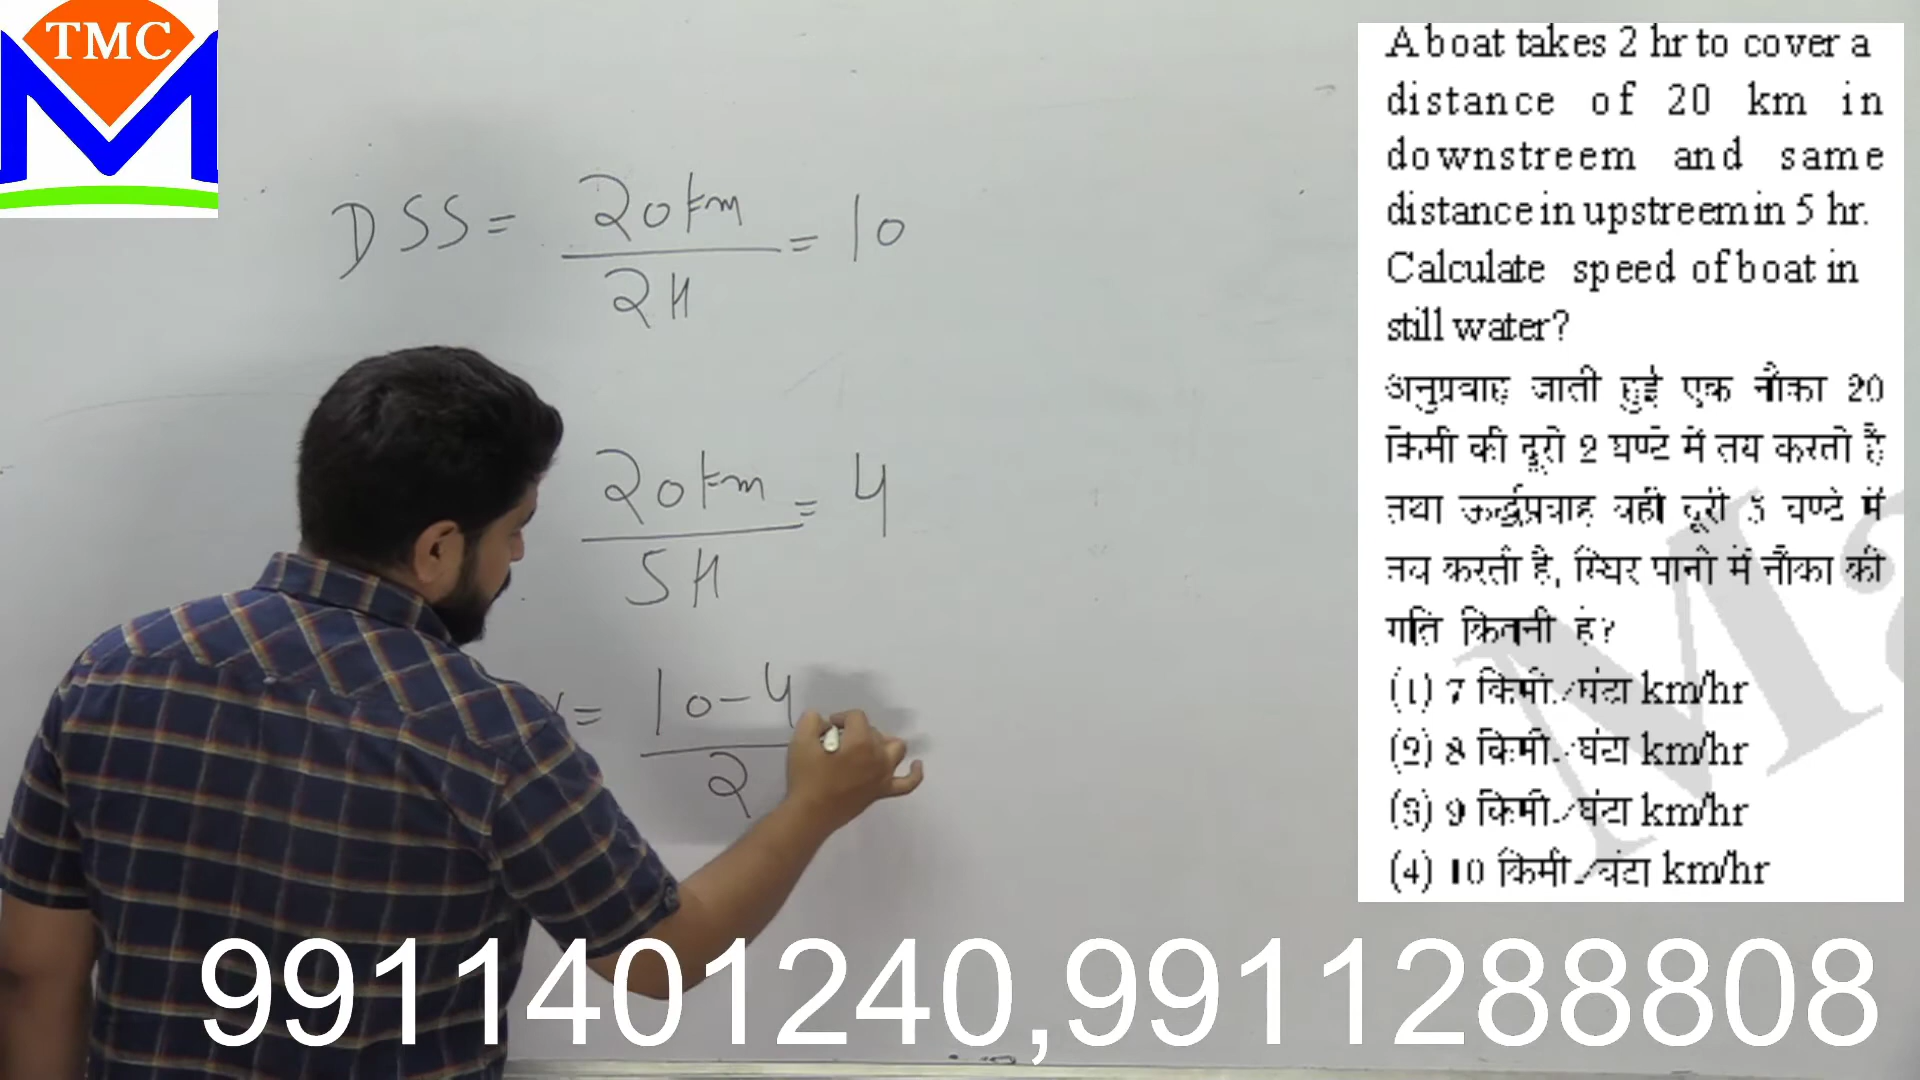 TMC
DSS = 20km = 10
2H
20km = 4
5H
= 10-4
2
A boat takes 2 hr to cover a
distance of 20 km in
downstreem and same
distance in upstreem in 5 hr.
Calculate speed of boat in
still water?
अनुप्रवाह जाती हुई एक नौका 20
किमी की दूरी 2 घण्टे में तय करती है
तथा ऊर्द्धप्रवाह वही दूरी 5 घण्टे में
तय करती है, स्थिर पानी में नौका की
गति कितनी है?
(1) 7 किमी./घंटा km/hr
(2) 8 किमी./घंटा km/hr
(3) 9 किमी./घंटा km/hr
(4) 10 किमी./घंटा km/hr
9911401240,9911288808